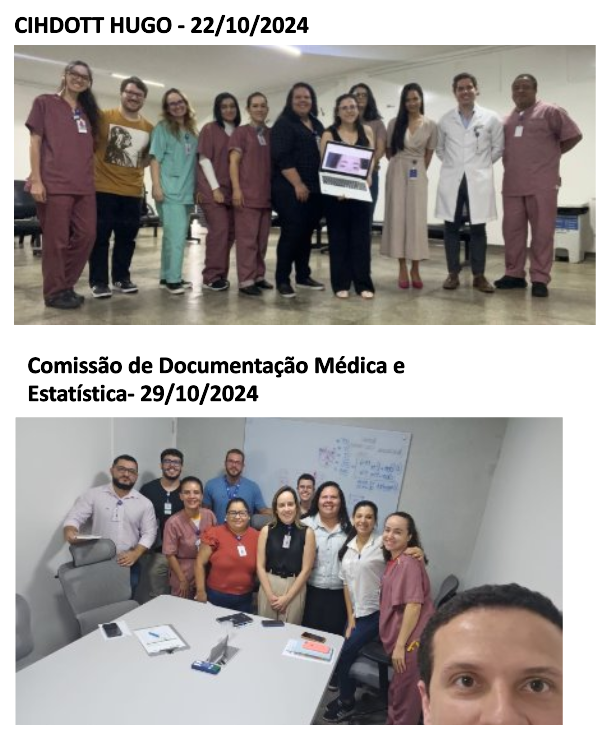 CIHDOTT HUGO - 22/10/2024
Comissão de Documentação Médica e
Estatística- 29/10/2024